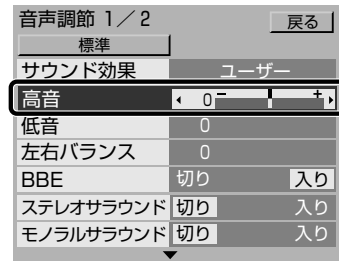 音声調節 1／2 戻る
標準
サウンド効果 ユーザー
高音 0 − +
低音 0
左右バランス 0
BBE 切り 入り
ステレオサラウンド 切り 入り
モノラルサラウンド 切り 入り